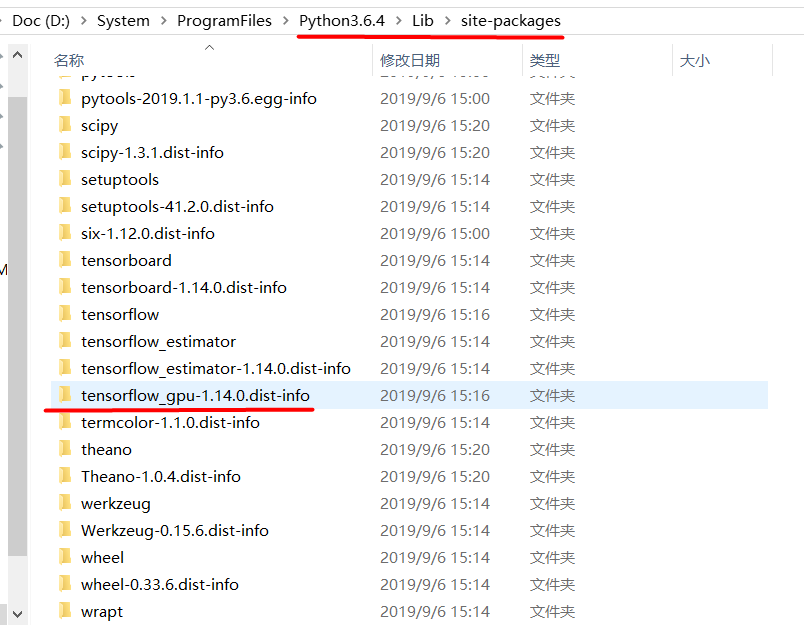 Doc (D:) > System > ProgramFiles > Python3.6.4 > Lib > site-packages
名称 修改日期 类型 大小
pytools-2019.1.1-py3.6.egg-info 2019/9/6 15:00 文件夹
scipy 2019/9/6 15:20 文件夹
scipy-1.3.1.dist-info 2019/9/6 15:20 文件夹
setuptools 2019/9/6 15:14 文件夹
setuptools-41.2.0.dist-info 2019/9/6 15:14 文件夹
six-1.12.0.dist-info 2019/9/6 15:00 文件夹
tensorboard 2019/9/6 15:14 文件夹
tensorboard-1.14.0.dist-info 2019/9/6 15:14 文件夹
tensorflow 2019/9/6 15:16 文件夹
tensorflow_estimator 2019/9/6 15:14 文件夹
tensorflow_estimator-1.14.0.dist-info 2019/9/6 15:14 文件夹
tensorflow_gpu-1.14.0.dist-info 2019/9/6 15:16 文件夹
termcolor-1.1.0.dist-info 2019/9/6 15:14 文件夹
theano 2019/9/6 15:20 文件夹
Theano-1.0.4.dist-info 2019/9/6 15:20 文件夹
werkzeug 2019/9/6 15:14 文件夹
Werkzeug-0.15.6.dist-info 2019/9/6 15:14 文件夹
wheel 2019/9/6 15:14 文件夹
wheel-0.33.6.dist-info 2019/9/6 15:14 文件夹
wrapt 2019/9/6 15:14 文件夹